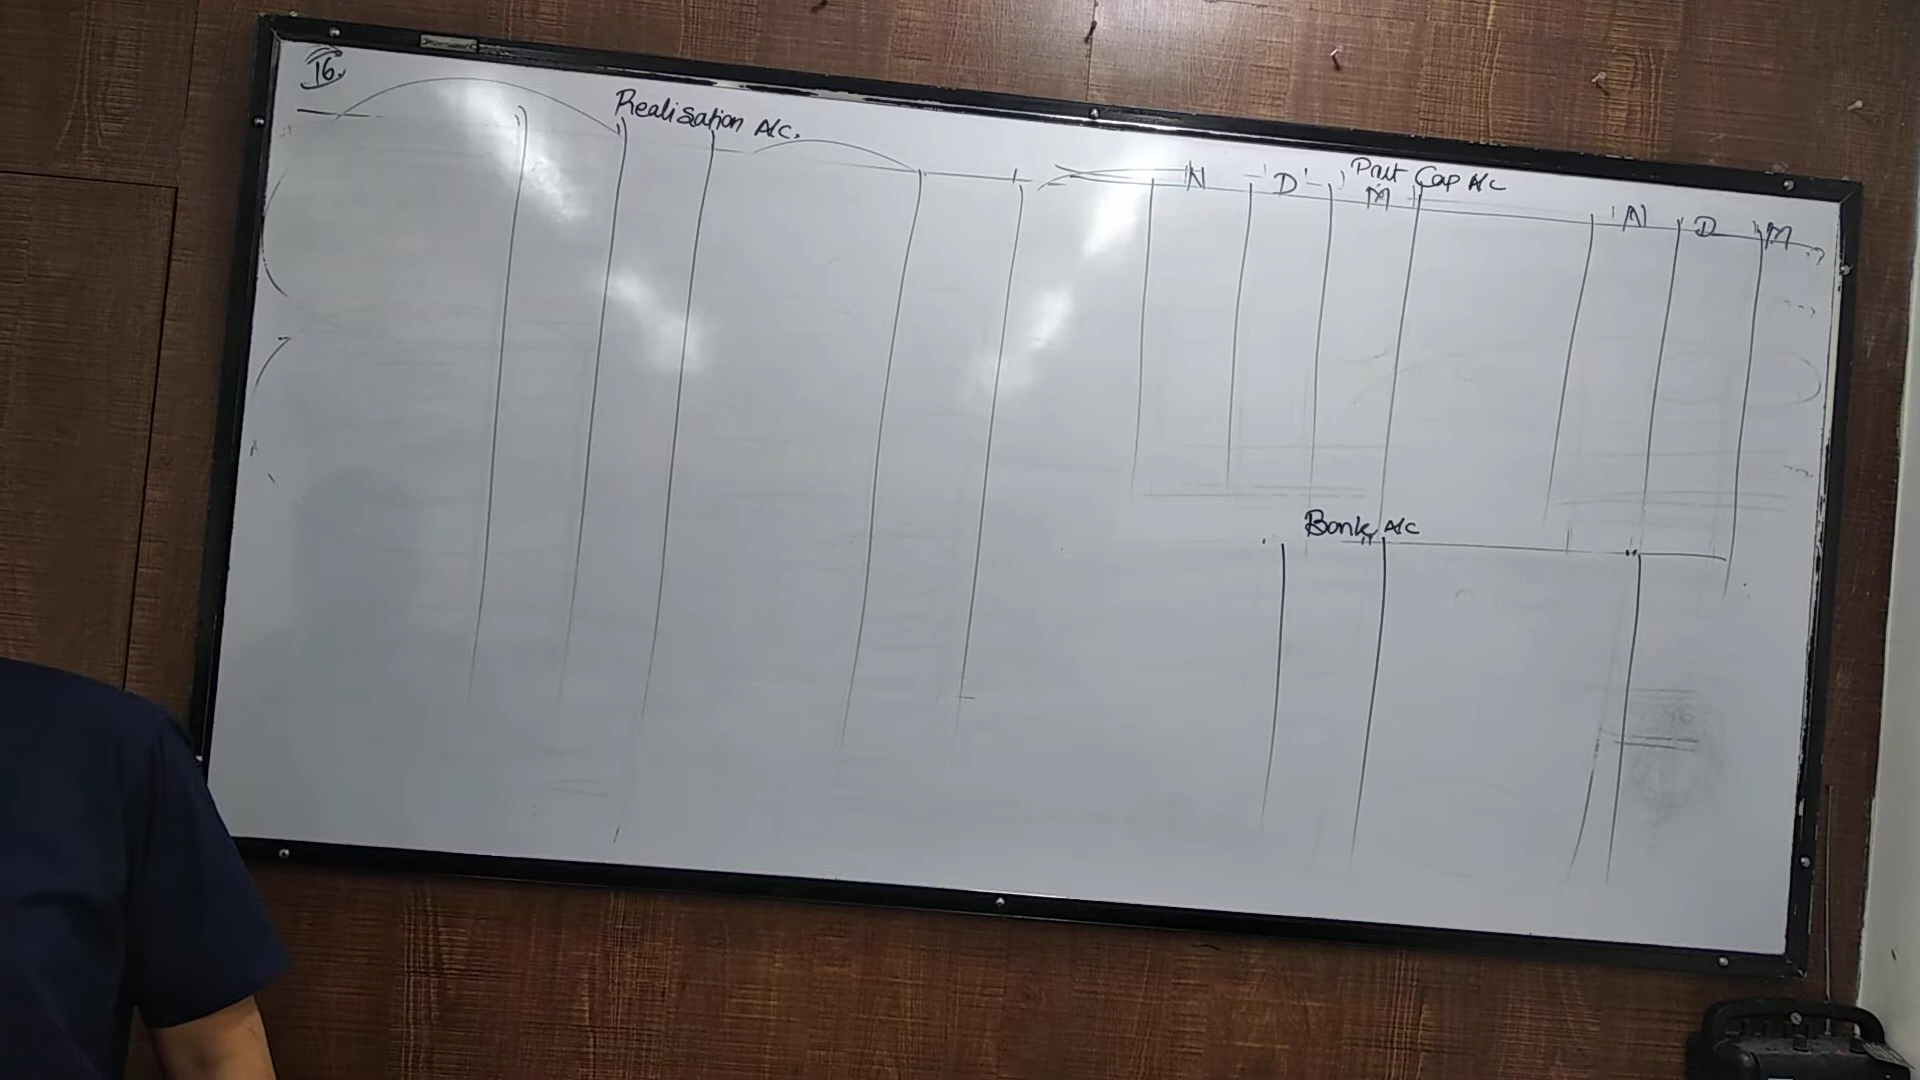 16.
Realisation A/c.
Part Cap A/c
N D M N D M
Bank A/c